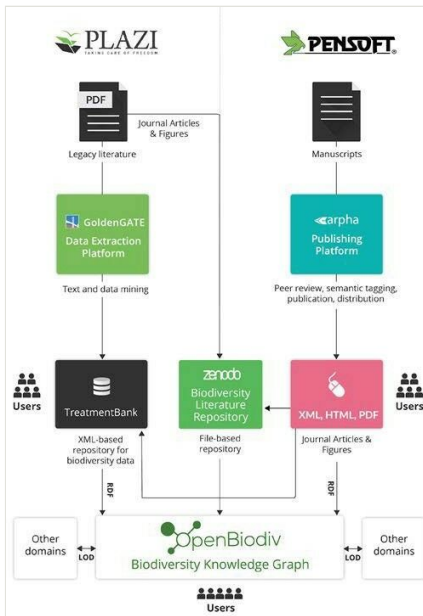 PLAZI
TAKING CARE OF FREEDOM
PENSOFT®
PDF
Journal Articles
& Figures
Legacy literature
Manuscripts
GoldenGATE
Data Extraction
Platform
arpha
Publishing
Platform
Text and data mining
Peer review, semantic tagging,
publication, distribution
Users
TreatmentBank
zenodo
Biodiversity
Literature
Repository
XML, HTML, PDF
Users
XML-based
repository for
biodiversity data
File-based
repository
Journal Articles &
Figures
RDF
RDF
Other
domains
LOD
OpenBiodiv
Biodiversity Knowledge Graph
LOD
Other
domains
Users